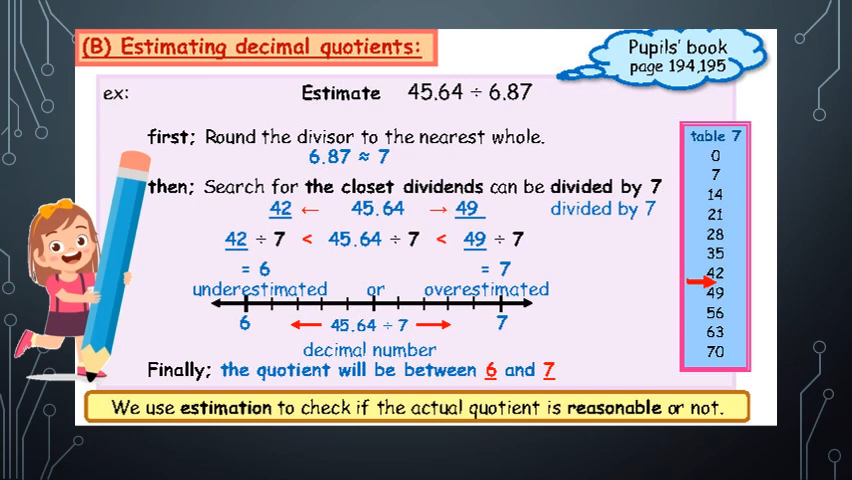 (B) Estimating decimal quotients:
Pupils' book
page 194,195
ex: Estimate 45.64 ÷ 6.87
first; Round the divisor to the nearest whole.
6.87 ≈ 7
then; Search for the closet dividends can be divided by 7
42 ← 45.64 → 49 divided by 7
42 ÷ 7 < 45.64 ÷ 7 < 49 ÷ 7
= 6 = 7
underestimated or overestimated
6 ← 45.64 ÷ 7 → 7
decimal number
Finally; the quotient will be between 6 and 7
table 7
0
7
14
21
28
35
42
49
56
63
70
We use estimation to check if the actual quotient is reasonable or not.